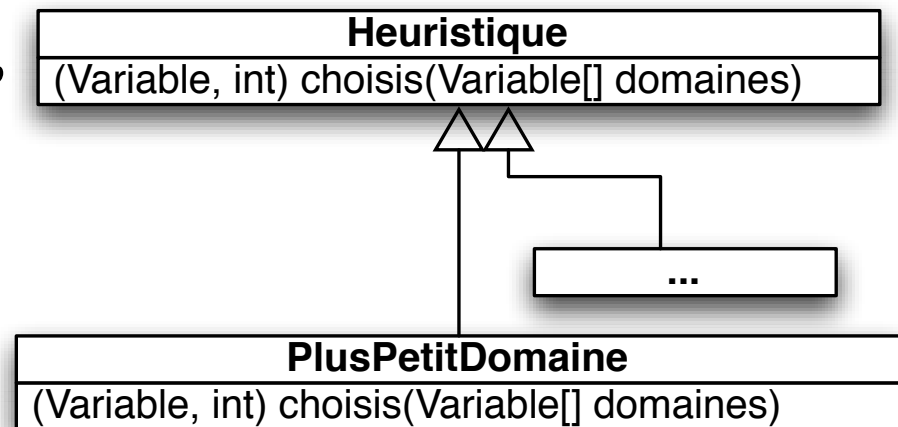 Heuristique
(Variable, int) choisis(Variable[] domaines)
...
PlusPetitDomaine
(Variable, int) choisis(Variable[] domaines)